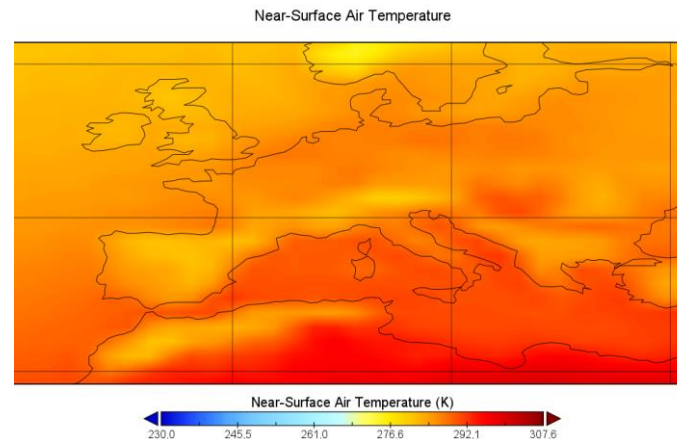 Near-Surface Air Temperature
Near-Surface Air Temperature (K)
230.0 245.5 261.0 276.6 292.1 307.6